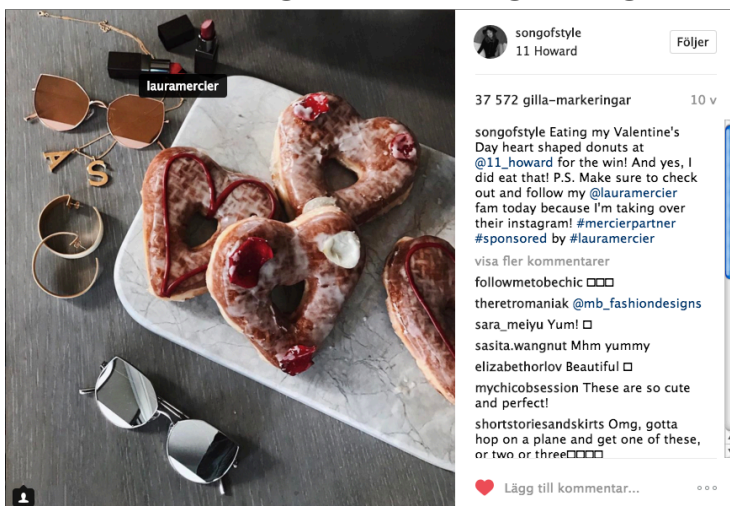 lauramercier
A S
songofstyle
11 Howard
Följer
37 572 gilla-markeringar
10 v
songofstyle Eating my Valentine's
Day heart shaped donuts at
@11_howard for the win! And yes, I
did eat that! P.S. Make sure to check
out and follow my @lauramercier
fam today because I'm taking over
their instagram! #mercierpartner
#sponsored by #lauramercier
visa fler kommentarer
followmetobechic □□□
theretromaniak @mb_fashiondesigns
sara_meiyu Yum! □
sasita.wangnut Mhm yummy
elizabethorlov Beautiful □
mychicobsession These are so cute
and perfect!
shortstoriesandskirts Omg, gotta
hop on a plane and get one of these,
or two or three□□□□
Lägg till kommentar...